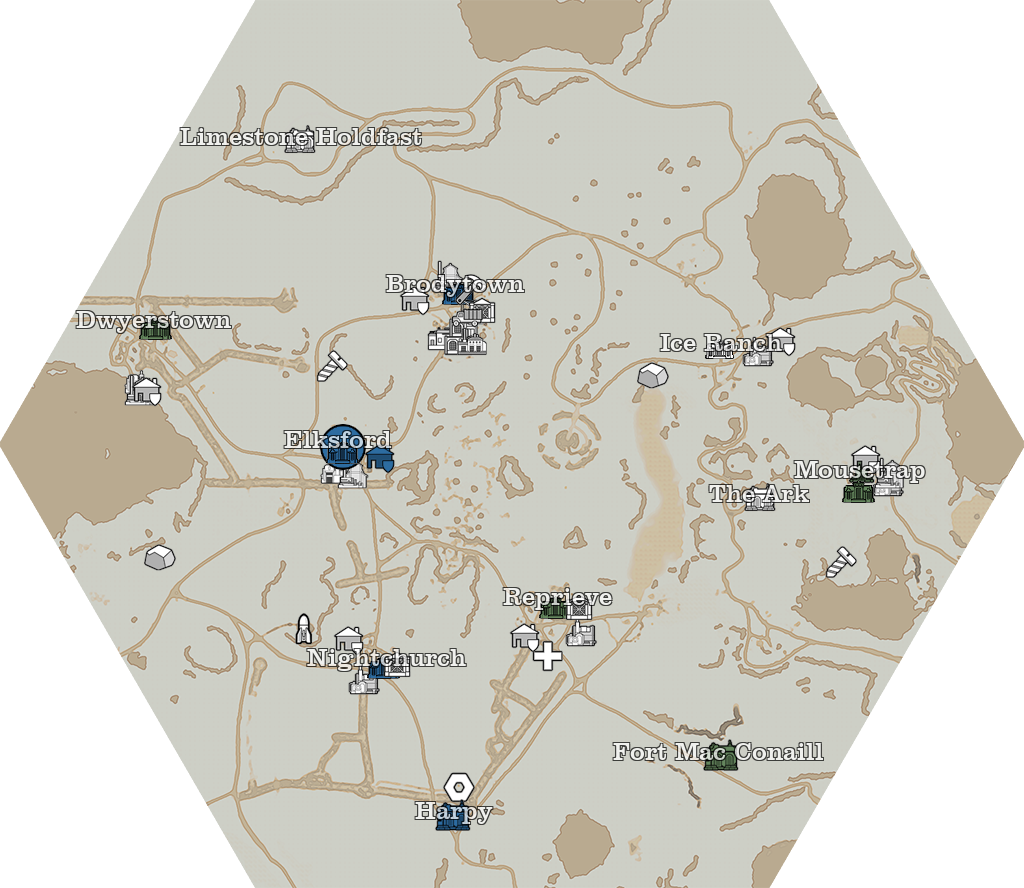 Limestone Holdfast
Brodytown
Dwyerstown
Ice Ranch
Elksford
Mousetrap
The Ark
Reprieve
Nightchurch
Fort Mac Conaill
Harpy